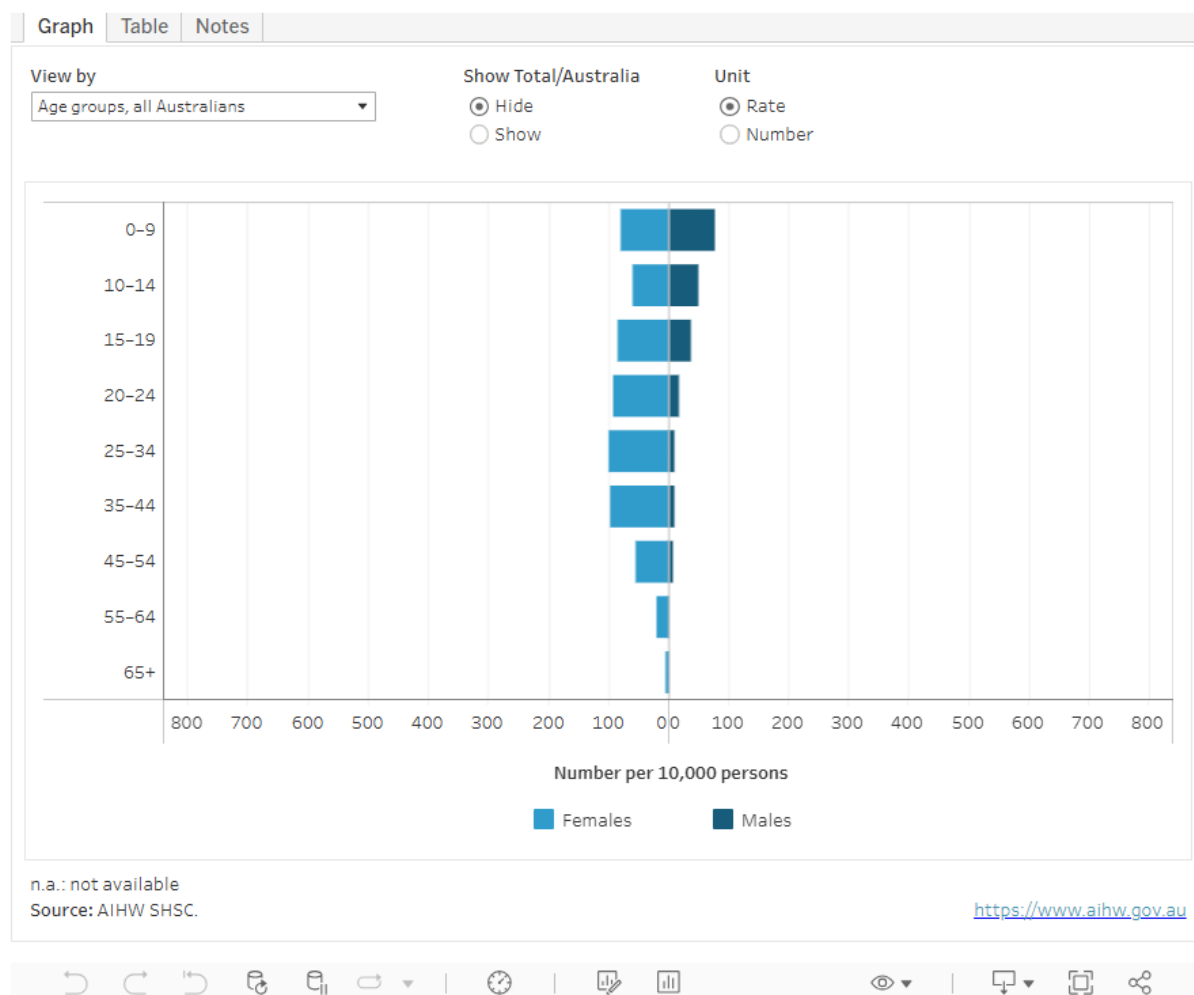 Graph Table Notes
View by Show Total/Australia Unit
Age groups, all Australians Hide Rate
Show Number
0–9
10–14
15–19
20–24
25–34
35–44
45–54
55–64
65+
800 700 600 500 400 300 200 100 00 100 200 300 400 500 600 700 800
Number per 10,000 persons
Females Males
n.a.: not available
Source: AIHW SHSC. https://www.aihw.gov.au